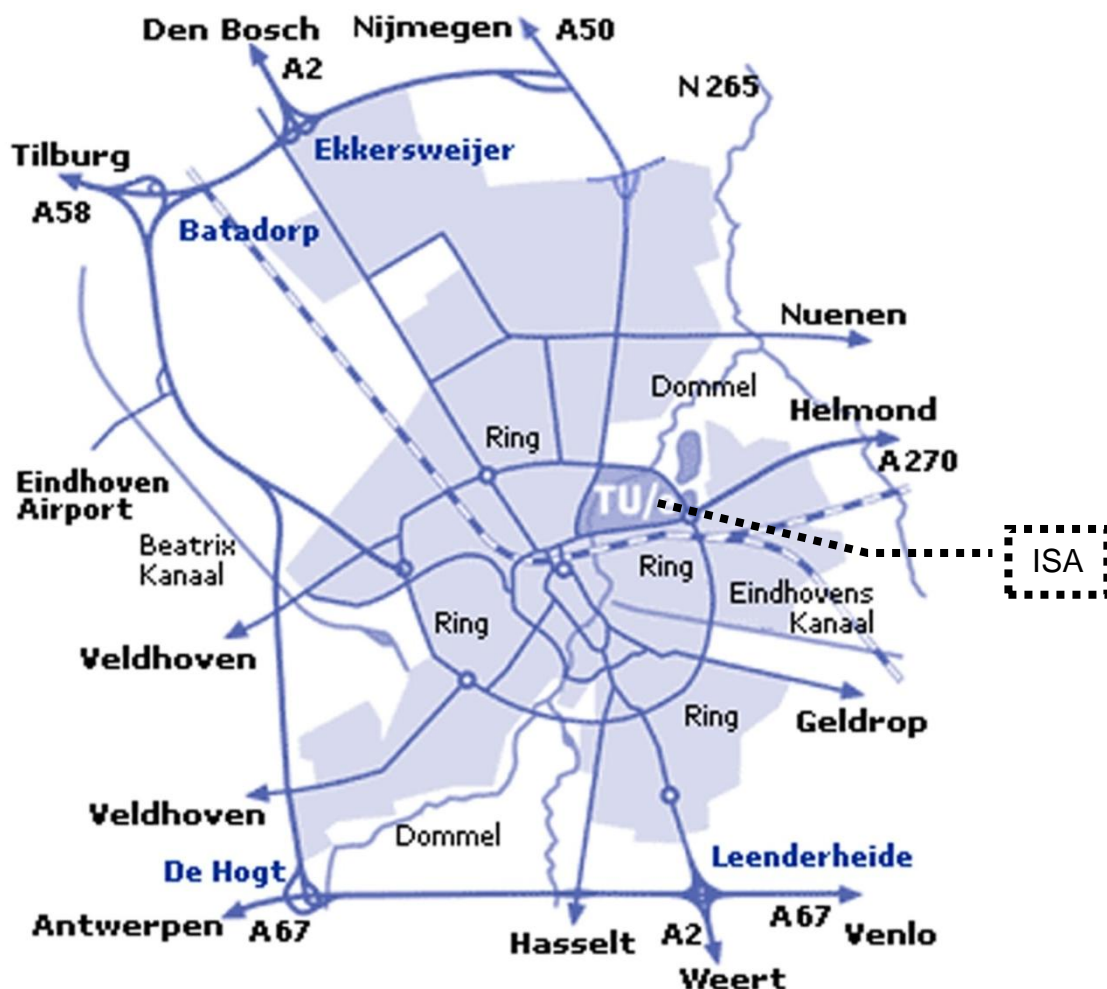 Den Bosch
A2
Nijmegen
A50
N 265
Tilburg
A58
Ekkersweijer
Batadorp
Nuenen
Dommel
Helmond
A 270
Ring
Eindhoven
Airport
TU/e
Beatrix
Kanaal
Ring
ISA
Eindhovens
Kanaal
Ring
Veldhoven
Ring
Geldrop
Veldhoven
Dommel
De Hogt
Leenderheide
Antwerpen
A67
Hasselt
A2
A67
Venlo
Weert